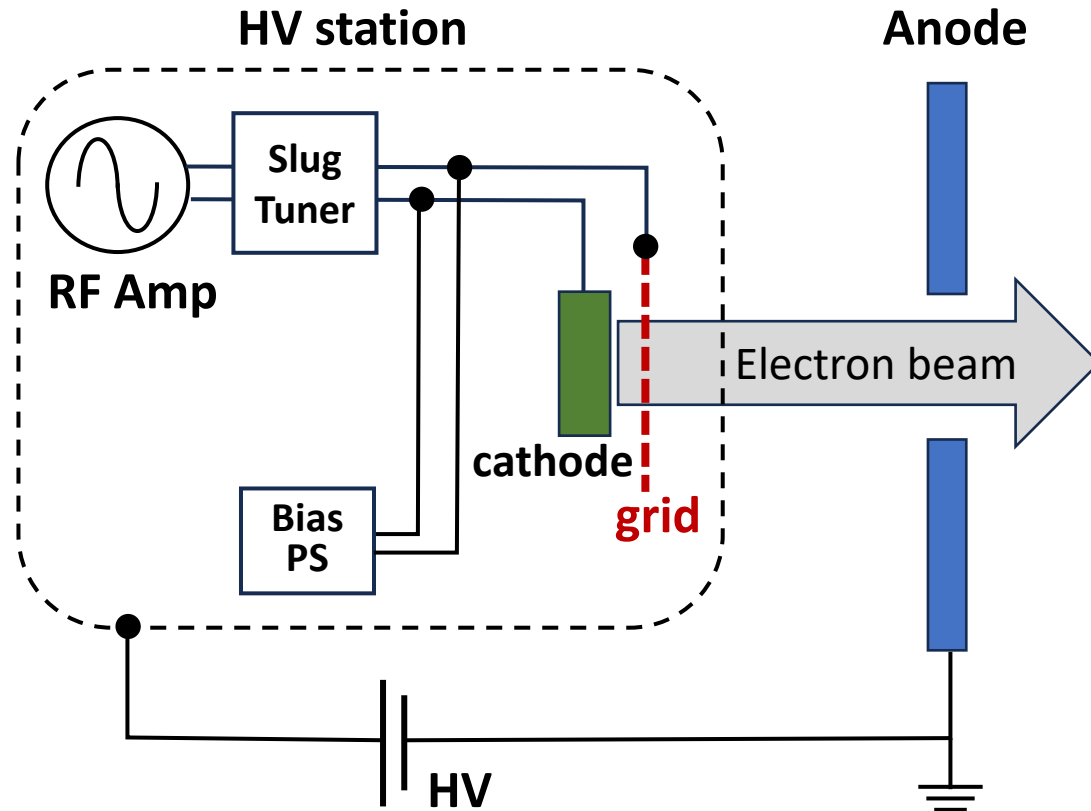 HV station
Anode
Slug
Tuner
RF Amp
Electron beam
cathode
grid
Bias
PS
HV